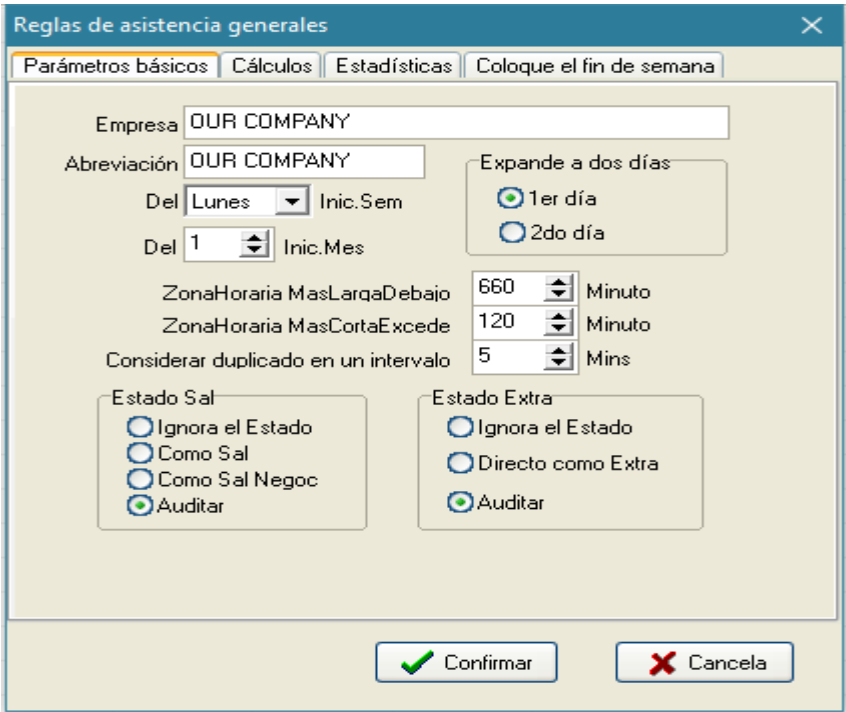 Reglas de asistencia generales
Parámetros básicos Cálculos Estadísticas Coloque el fin de semana
Empresa OUR COMPANY
Abreviación OUR COMPANY
Expande a dos días
Del Lunes Inic.Sem
1er día
2do día
Del 1 Inic.Mes
ZonaHoraria MasLargaDebajo 660 Minuto
ZonaHoraria MasCortaExcede 120 Minuto
Considerar duplicado en un intervalo 5 Mins
Estado Sal
Ignora el Estado
Como Sal
Como Sal Negoc
Auditar
Estado Extra
Ignora el Estado
Directo como Extra
Auditar
Confirmar Cancela